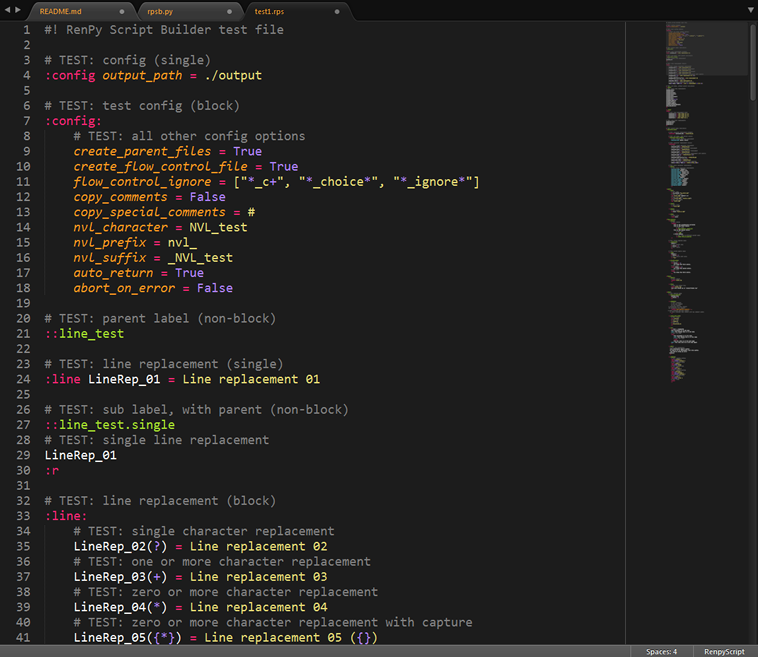 README.md
rpsb.py
test1.rps
1 #! RenPy Script Builder test file
2
3 # TEST: config (single)
4 :config output_path = ./output
5
6 # TEST: test config (block)
7 :config:
8 # TEST: all other config options
9 create_parent_files = True
10 create_flow_control_file = True
11 flow_control_ignore = ["*_c+", "*_choice*", "*_ignore*"]
12 copy_comments = False
13 copy_special_comments = #
14 nvl_character = NVL_test
15 nvl_prefix = nvl_
16 nvl_suffix = _NVL_test
17 auto_return = True
18 abort_on_error = False
19
20 # TEST: parent label (non-block)
21 ::line_test
22
23 # TEST: line replacement (single)
24 :line LineRep_01 = Line replacement 01
25
26 # TEST: sub label, with parent (non-block)
27 ::line_test.single
28 # TEST: single line replacement
29 LineRep_01
30 :r
31
32 # TEST: line replacement (block)
33 :line:
34 # TEST: single character replacement
35 LineRep_02(?) = Line replacement 02
36 # TEST: one or more character replacement
37 LineRep_03(+) = Line replacement 03
38 # TEST: zero or more character replacement
39 LineRep_04(*) = Line replacement 04
40 # TEST: zero or more character replacement with capture
41 LineRep_05({*}) = Line replacement 05 ({})
Spaces: 4
RenpyScript